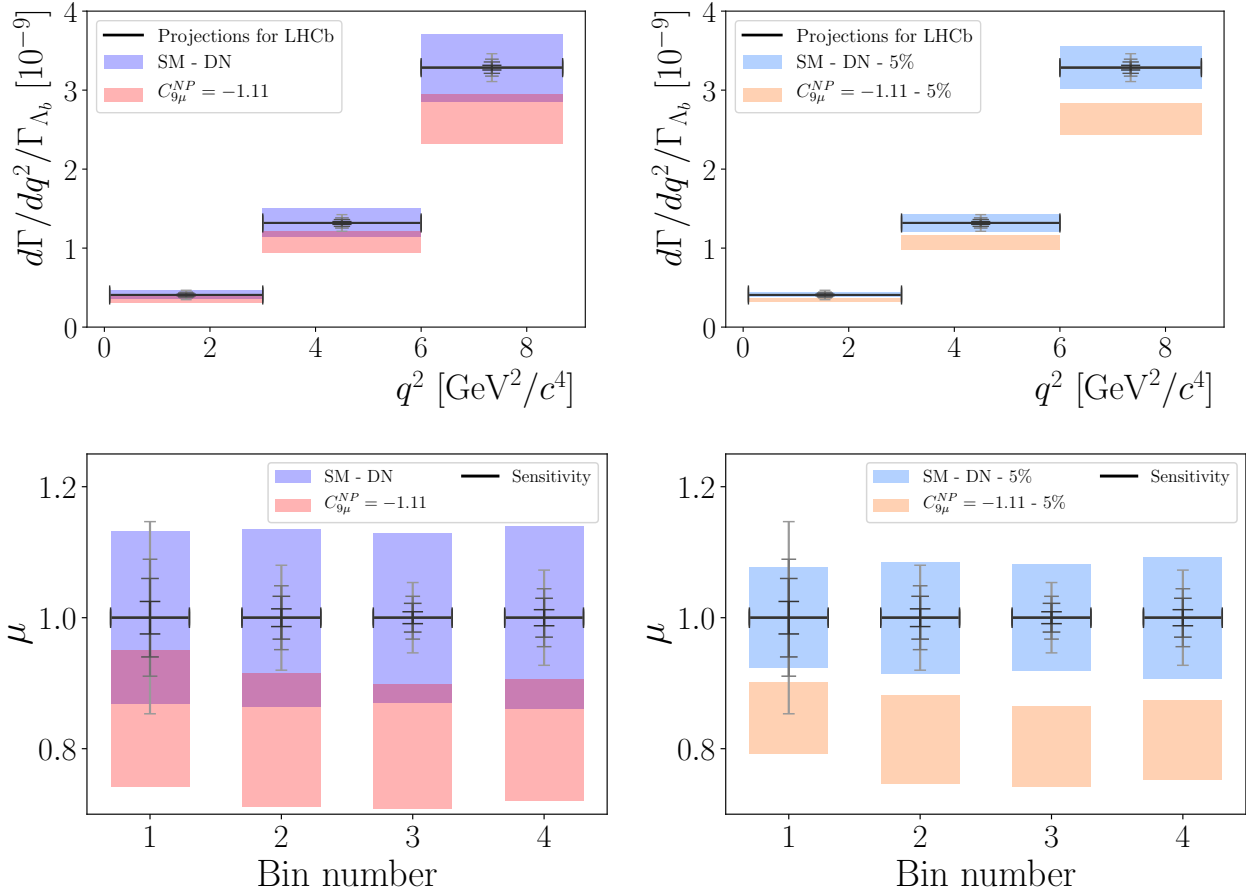 dΓ/dq²/Γ_{Λ_b} [10⁻⁹]
4
3
2
1
0
Projections for LHCb
SM - DN
C_{9μ}^{NP} = −1.11
0 2 4 6 8
q² [GeV²/c⁴]
dΓ/dq²/Γ_{Λ_b} [10⁻⁹]
4
3
2
1
0
Projections for LHCb
SM - DN - 5%
C_{9μ}^{NP} = −1.11 - 5%
0 2 4 6 8
q² [GeV²/c⁴]
μ
1.2
1.0
0.8
SM - DN
C_{9μ}^{NP} = −1.11
Sensitivity
1 2 3 4
Bin number
μ
1.2
1.0
0.8
SM - DN - 5%
C_{9μ}^{NP} = −1.11 - 5%
Sensitivity
1 2 3 4
Bin number